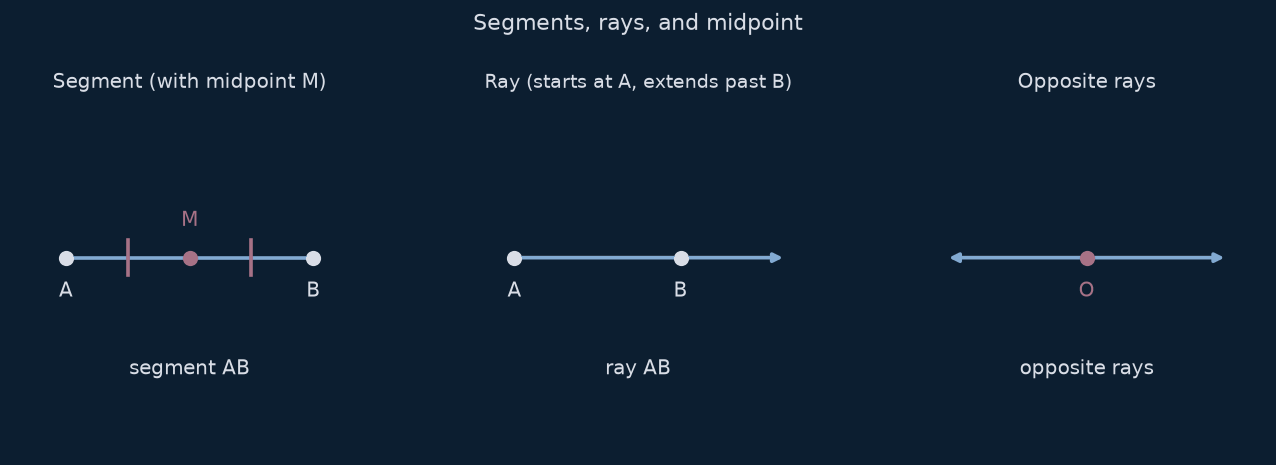 Segments, rays, and midpoint
Segment (with midpoint M)
M
A
B
segment AB
Ray (starts at A, extends past B)
A
B
ray AB
Opposite rays
O
opposite rays